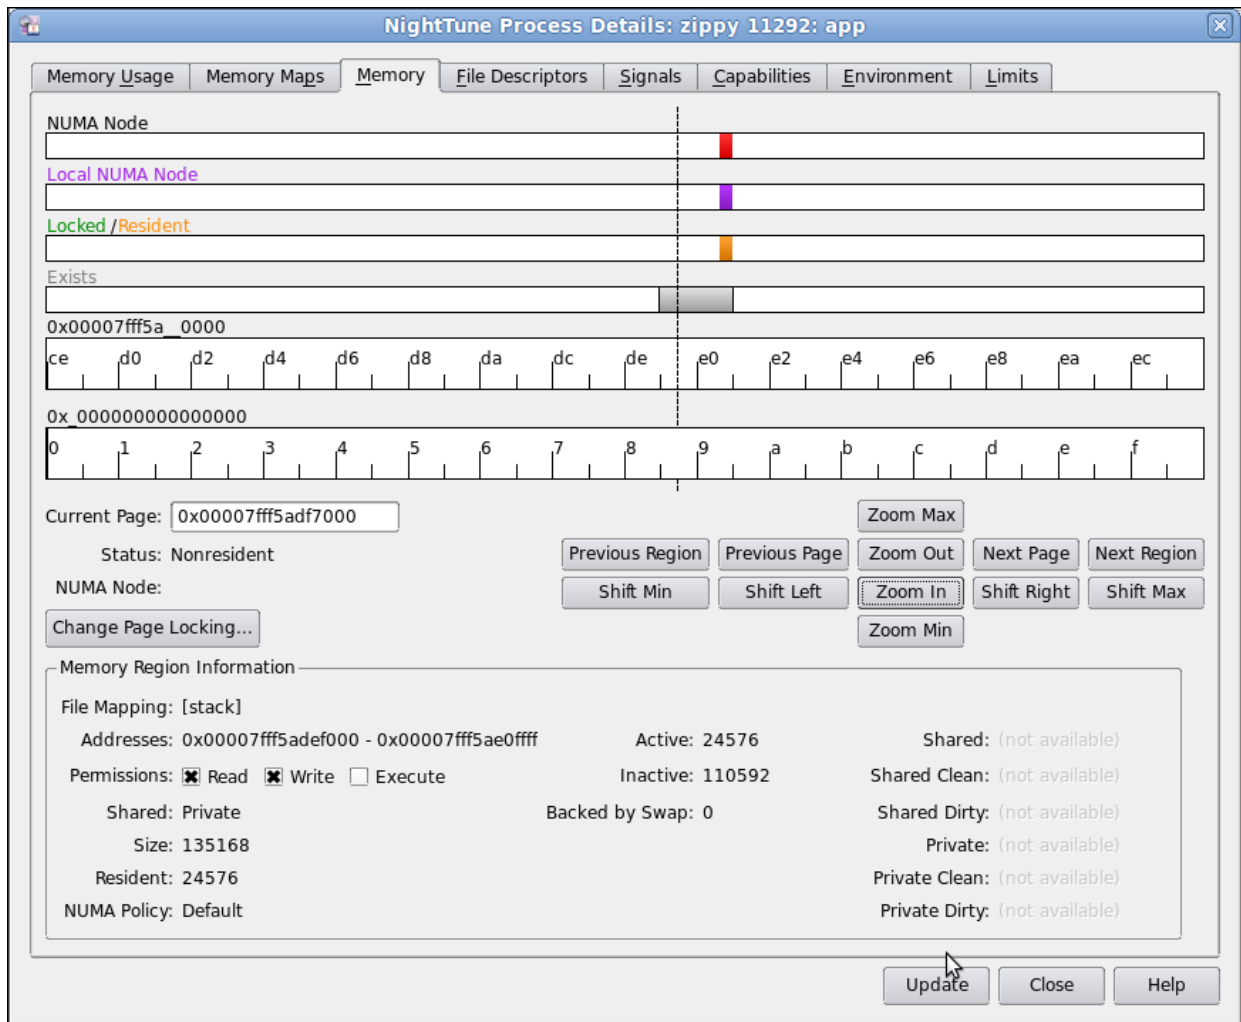 NightTune Process Details: zippy 11292: app
Memory Usage Memory Maps Memory File Descriptors Signals Capabilities Environment Limits
NUMA Node
Local NUMA Node
Locked /Resident
Exists
0x00007fff5a__0000
ce d0 d2 d4 d6 d8 da dc de e0 e2 e4 e6 e8 ea ec
0x_000000000000000
0 1 2 3 4 5 6 7 8 9 a b c d e f
Current Page: 0x00007fff5adf7000 Zoom Max
Status: Nonresident Previous Region Previous Page Zoom Out Next Page Next Region
NUMA Node: Shift Min Shift Left Zoom In Shift Right Shift Max
Change Page Locking... Zoom Min
Memory Region Information
File Mapping: [stack]
Addresses: 0x00007fff5adef000 - 0x00007fff5ae0ffff Active: 24576 Shared: (not available)
Permissions: Read Write Execute Inactive: 110592 Shared Clean: (not available)
Shared: Private Backed by Swap: 0 Shared Dirty: (not available)
Size: 135168 Private: (not available)
Resident: 24576 Private Clean: (not available)
NUMA Policy: Default Private Dirty: (not available)
Update Close Help